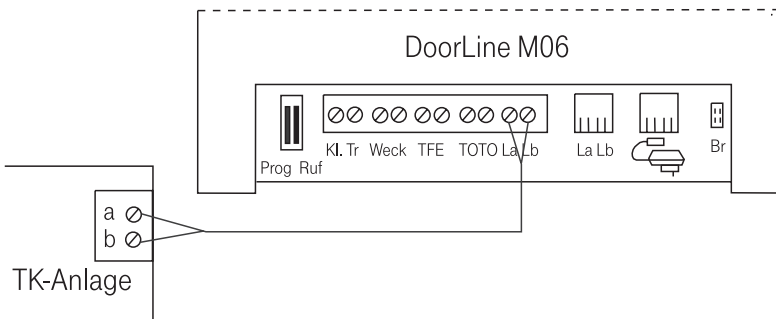 DoorLine M06
Kl. Tr Weck TFE TOTO La Lb La Lb Br
Prog Ruf
a
b
TK-Anlage